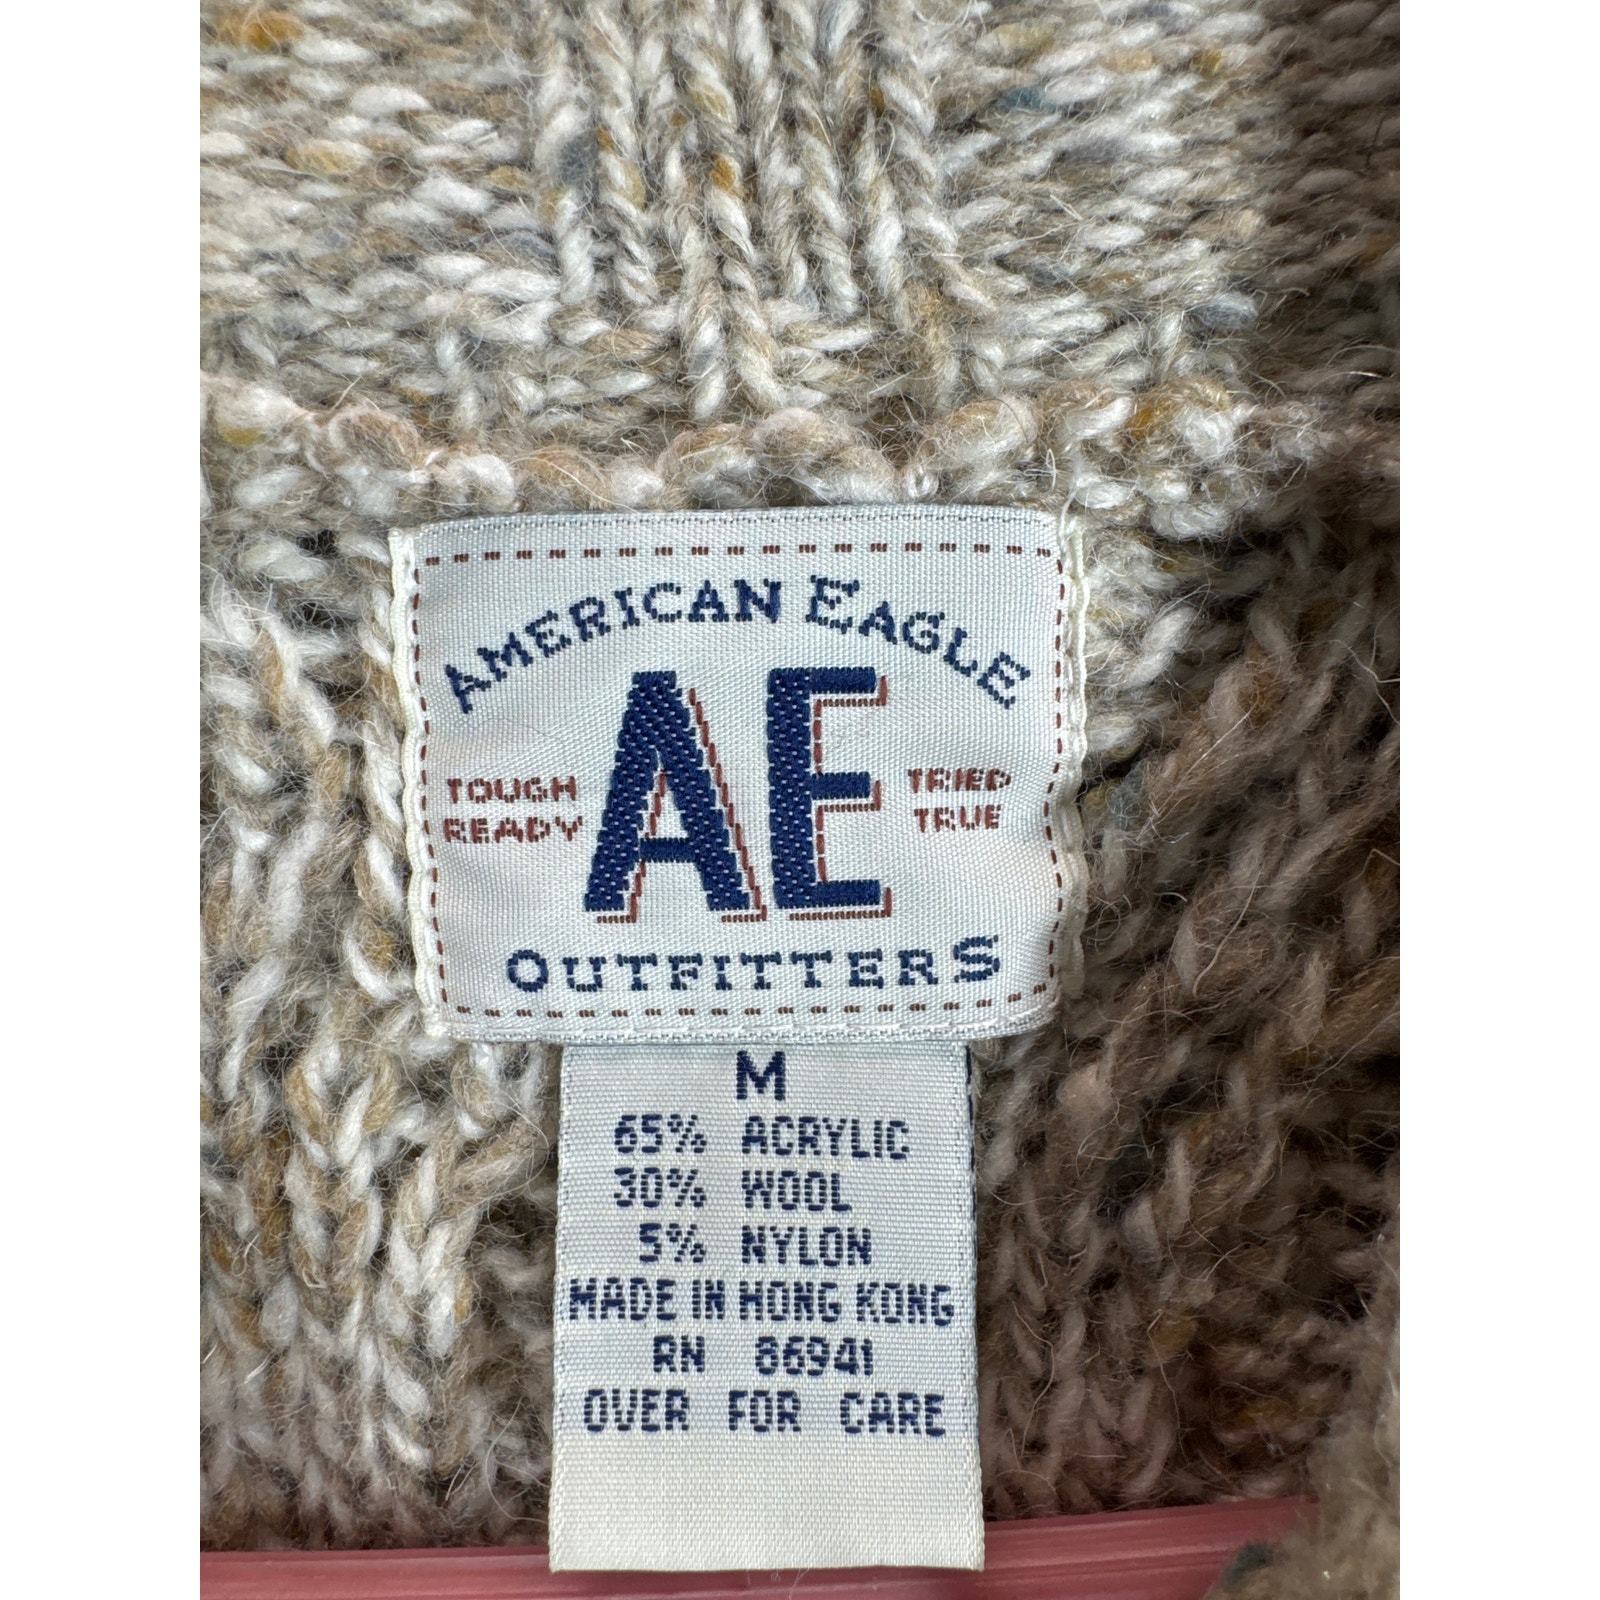 AMERICAN EAGLE
AE
TOUGH
READY
TRIED
TRUE
OUTFITTERS
M
65% ACRYLIC
30% WOOL
5% NYLON
MADE IN HONG KONG
RN 86941
OVER FOR CARE